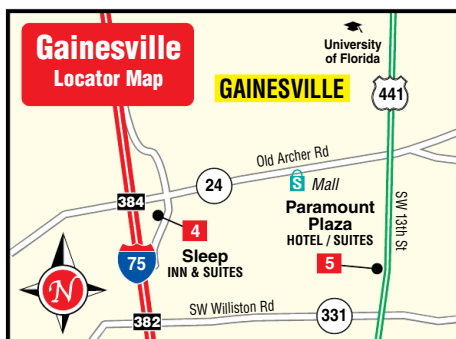 Gainesville
Locator Map
University
of Florida
GAINESVILLE
441
Old Archer Rd
24
S Mall
384
4
Paramount
Plaza
HOTEL / SUITES
SW 13th St
Sleep
INN & SUITES
75
5
N
SW Williston Rd
382
331